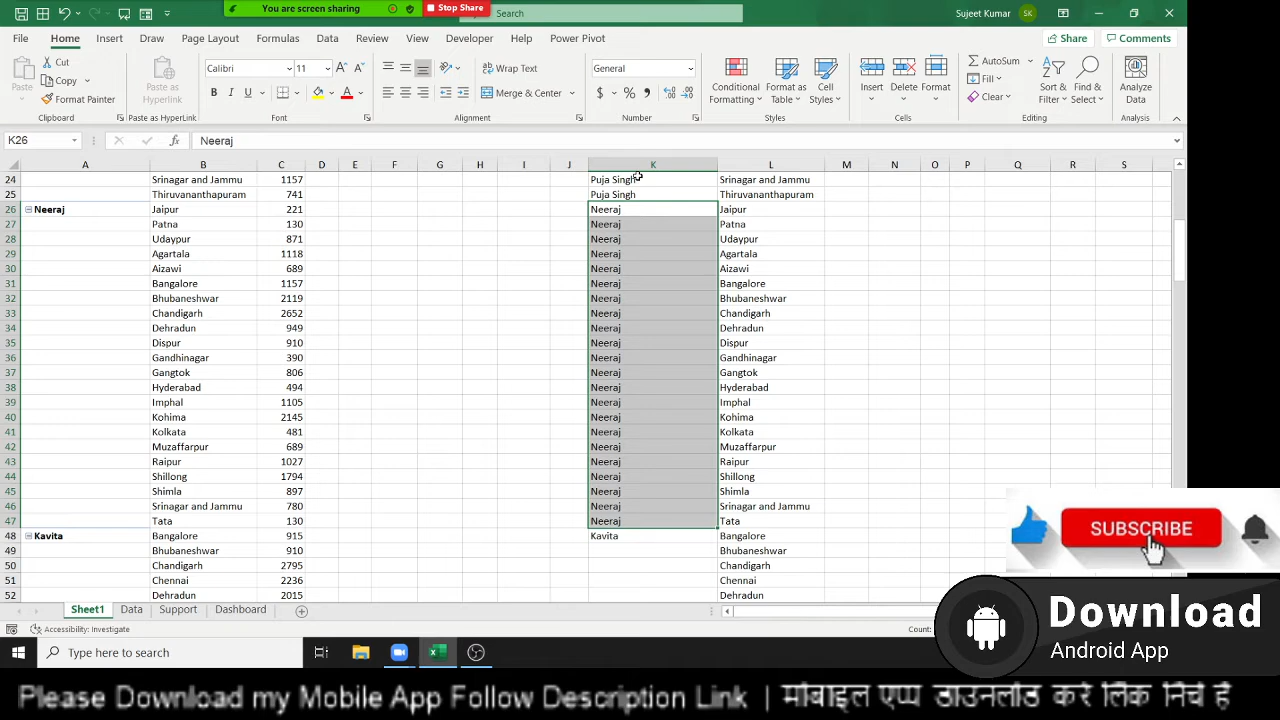 You are screen sharing
Stop Share
Search
Sujeet Kumar
SK
File Home Insert Draw Page Layout Formulas Data Review View Developer Help Power Pivot
Share
Comments
Paste
Cut
Copy
Format Painter
Clipboard
Paste as Hyperlink
Paste as HyperLink
Calibri 11
B I U
Font
Wrap Text
Merge & Center
Alignment
General
$ % 9
Number
Conditional Formatting
Format as Table
Cell Styles
Styles
Insert
Delete
Format
Cells
AutoSum
Fill
Clear
Sort & Filter
Find & Select
Editing
Analyze Data
Analysis
K26
fx
Neeraj
A B C D E F G H I J K L M N O P Q R S
24 Srinagar and Jammu 1157 Puja Singh Srinagar and Jammu
25 Thiruvananthapuram 741 Puja Singh Thiruvananthapuram
26 Neeraj Jaipur 221 Neeraj Jaipur
27 Patna 130 Neeraj Patna
28 Udaypur 871 Neeraj Udaypur
29 Agartala 1118 Neeraj Agartala
30 Aizawi 689 Neeraj Aizawi
31 Bangalore 1157 Neeraj Bangalore
32 Bhubaneshwar 2119 Neeraj Bhubaneshwar
33 Chandigarh 2652 Neeraj Chandigarh
34 Dehradun 949 Neeraj Dehradun
35 Dispur 910 Neeraj Dispur
36 Gandhinagar 390 Neeraj Gandhinagar
37 Gangtok 806 Neeraj Gangtok
38 Hyderabad 494 Neeraj Hyderabad
39 Imphal 1105 Neeraj Imphal
40 Kohima 2145 Neeraj Kohima
41 Kolkata 481 Neeraj Kolkata
42 Muzaffarpur 689 Neeraj Muzaffarpur
43 Raipur 1027 Neeraj Raipur
44 Shillong 1794 Neeraj Shillong
45 Shimla 897 Neeraj Shimla
46 Srinagar and Jammu 780 Neeraj Srinagar and Jammu
47 Tata 130 Neeraj Tata
48 Kavita Bangalore 915 Kavita Bangalore
49 Bhubaneshwar 910 Bhubaneshwar
50 Chandigarh 2795 Chandigarh
51 Chennai 2236 Chennai
52 Dehradun 2015 Dehradun
SUBSCRIBE
Download
Android App
Sheet1 Data Support Dashboard
Accessibility: Investigate
Count:
Type here to search
Please Download my Mobile App Follow Description Link | मोबाइल एप्प डाउनलोड करे लिंक निचे है